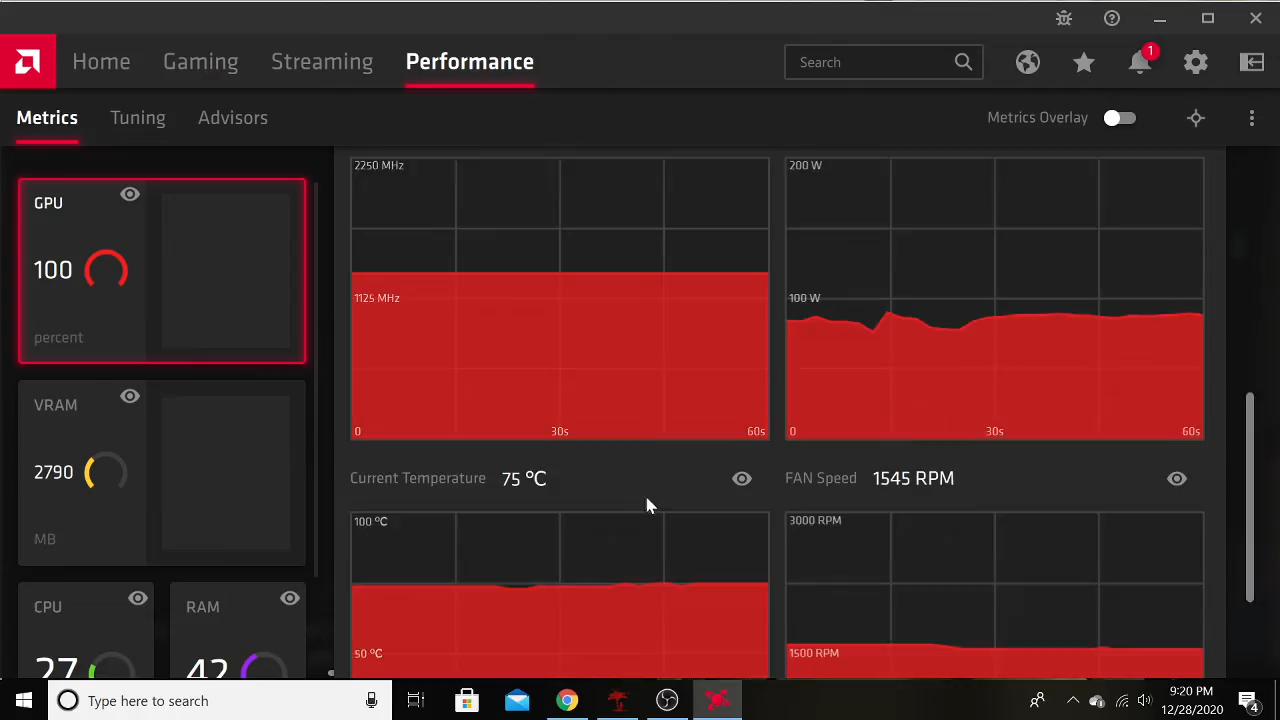 Home Gaming Streaming Performance Search 1
Metrics Tuning Advisors Metrics Overlay
GPU
100
percent
VRAM
2790
MB
CPU RAM
27 42
2250 MHz
1125 MHz
0 30s 60s
200 W
100 W
0 30s 60s
Current Temperature 75 °C
FAN Speed 1545 RPM
100 °C
50 °C
3000 RPM
1500 RPM
Type here to search
9:20 PM
12/28/2020
4